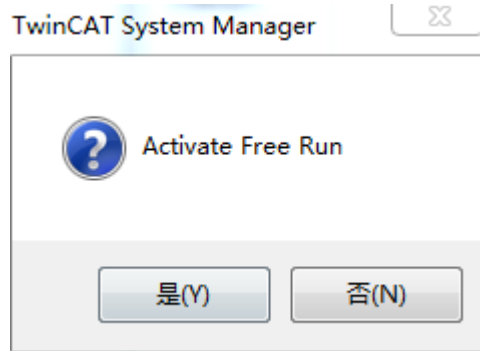 TwinCAT System Manager
Activate Free Run
是(Y) 否(N)